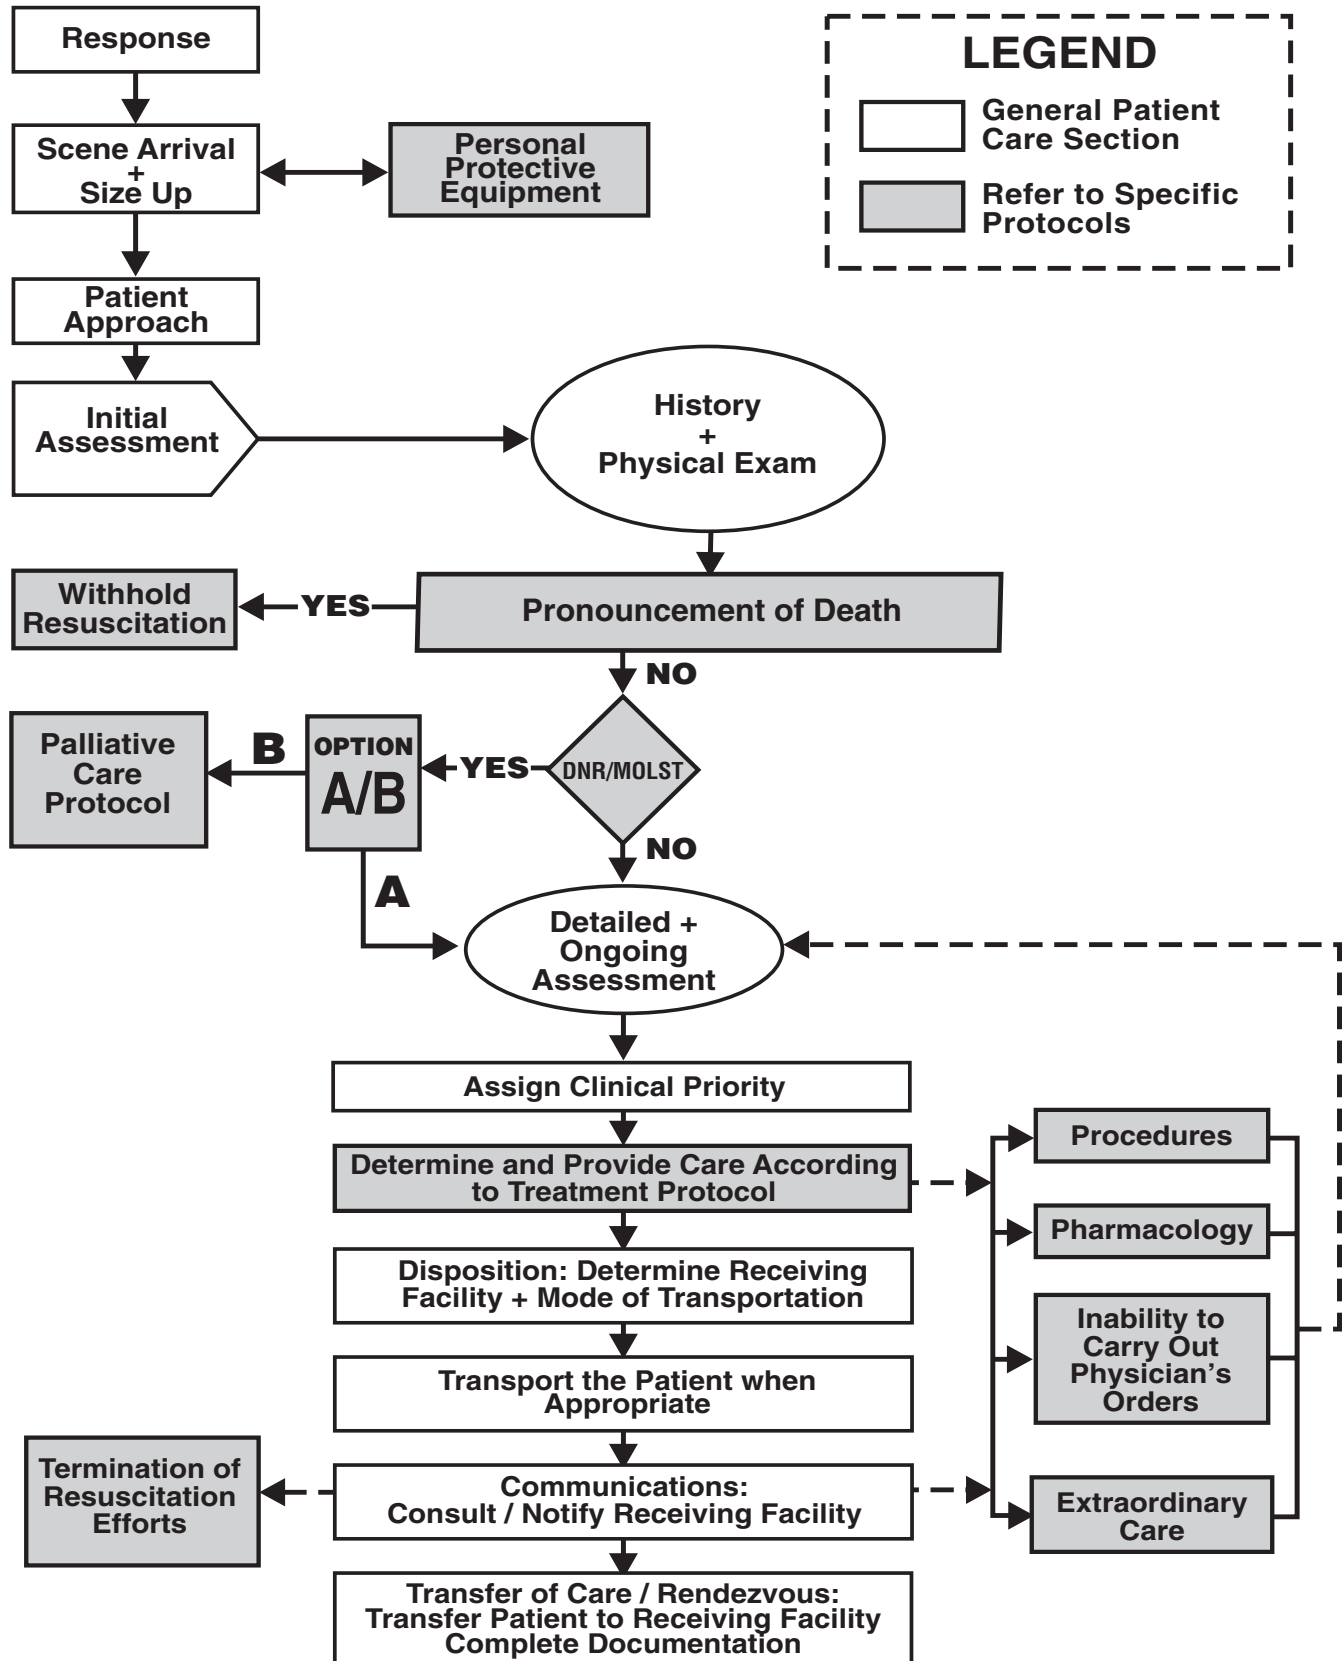 Response
LEGEND
General Patient
Care Section
Refer to Specific
Protocols
Scene Arrival
+
Size Up
Personal
Protective
Equipment
Patient
Approach
Initial
Assessment
History
+
Physical Exam
Withhold
Resuscitation
YES
Pronouncement of Death
NO
Palliative
Care
Protocol
B
OPTION
A/B
YES
DNR/MOLST
NO
A
Detailed +
Ongoing
Assessment
Assign Clinical Priority
Determine and Provide Care According
to Treatment Protocol
Disposition: Determine Receiving
Facility + Mode of Transportation
Transport the Patient when
Appropriate
Communications:
Consult / Notify Receiving Facility
Transfer of Care / Rendezvous:
Transfer Patient to Receiving Facility
Complete Documentation
Termination of
Resuscitation
Efforts
Procedures
Pharmacology
Inability to
Carry Out
Physician's
Orders
Extraordinary
Care